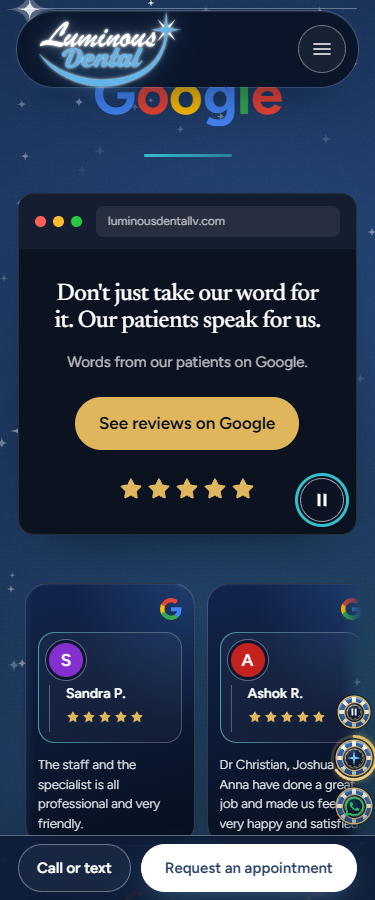 Luminous
Dental
Google
luminousdentallv.com
Don't just take our word for
it. Our patients speak for us.
Words from our patients on Google.
See reviews on Google
G
G
S
Sandra P.
The staff and the
specialist is all
professional and very
friendly.
A
Ashok R.
Dr Christian, Joshua,
Anna have done a great
job and made us feel
very happy and satisfied
Call or text
Request an appointment